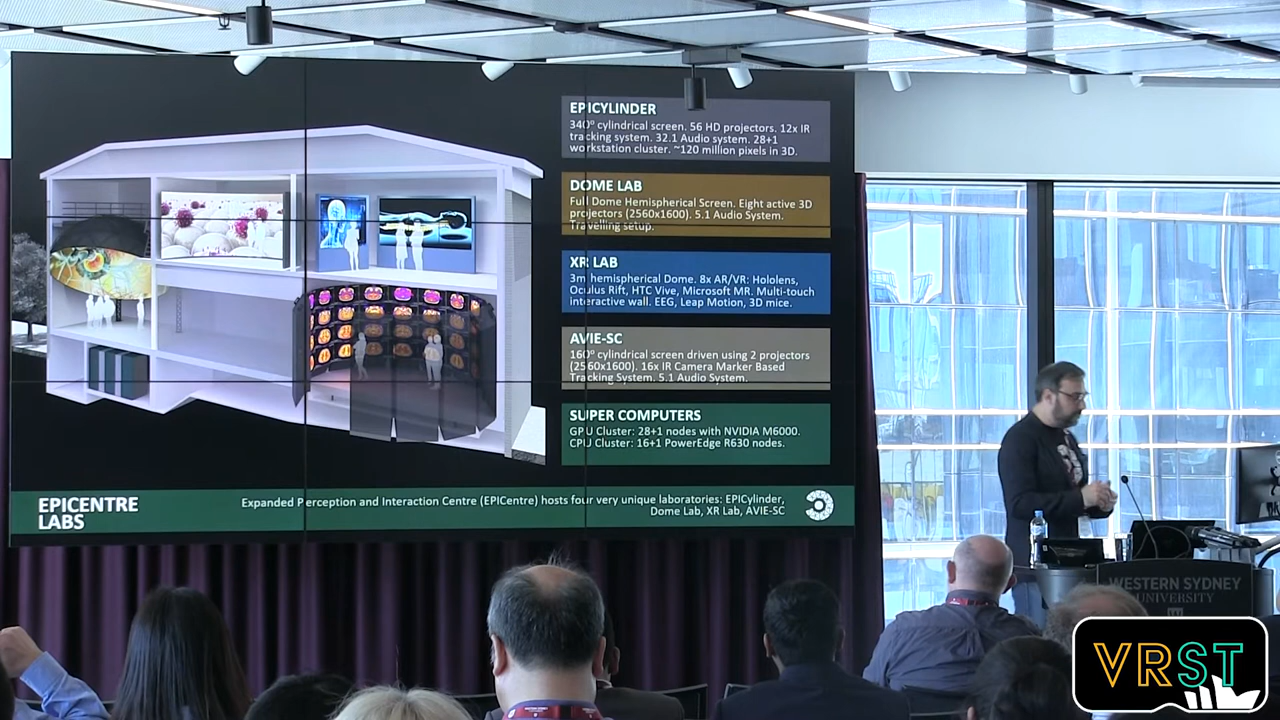 EPICYLINDER
340º cylindrical screen. 56 HD projectors. 12x IR
tracking system. 32.1 Audio system. 28+1
workstation cluster. ~120 million pixels in 3D.
DOME LAB
Full Dome Hemispherical Screen. Eight active 3D
projectors (2560x1600). 5.1 Audio System.
Travelling setup.
XR LAB
3m hemispherical Dome. 8x AR/VR: Hololens,
Oculus Rift, HTC Vive, Microsoft MR. Multi-touch
interactive wall. EEG, Leap Motion, 3D mice.
AVIE-SC
160º cylindrical screen driven using 2 projectors
(2560x1600). 16x IR Camera Marker Based
Tracking System. 5.1 Audio System.
SUPER COMPUTERS
GPU Cluster: 28+1 nodes with NVIDIA M6000.
CPU Cluster: 16+1 PowerEdge R630 nodes.
EPICENTRE
LABS
Expanded Perception and Interaction Centre (EPICentre) hosts four very unique laboratories: EPICylinder,
Dome Lab, XR Lab, AVIE-SC
WESTERN SYDNEY
UNIVERSITY
VRST